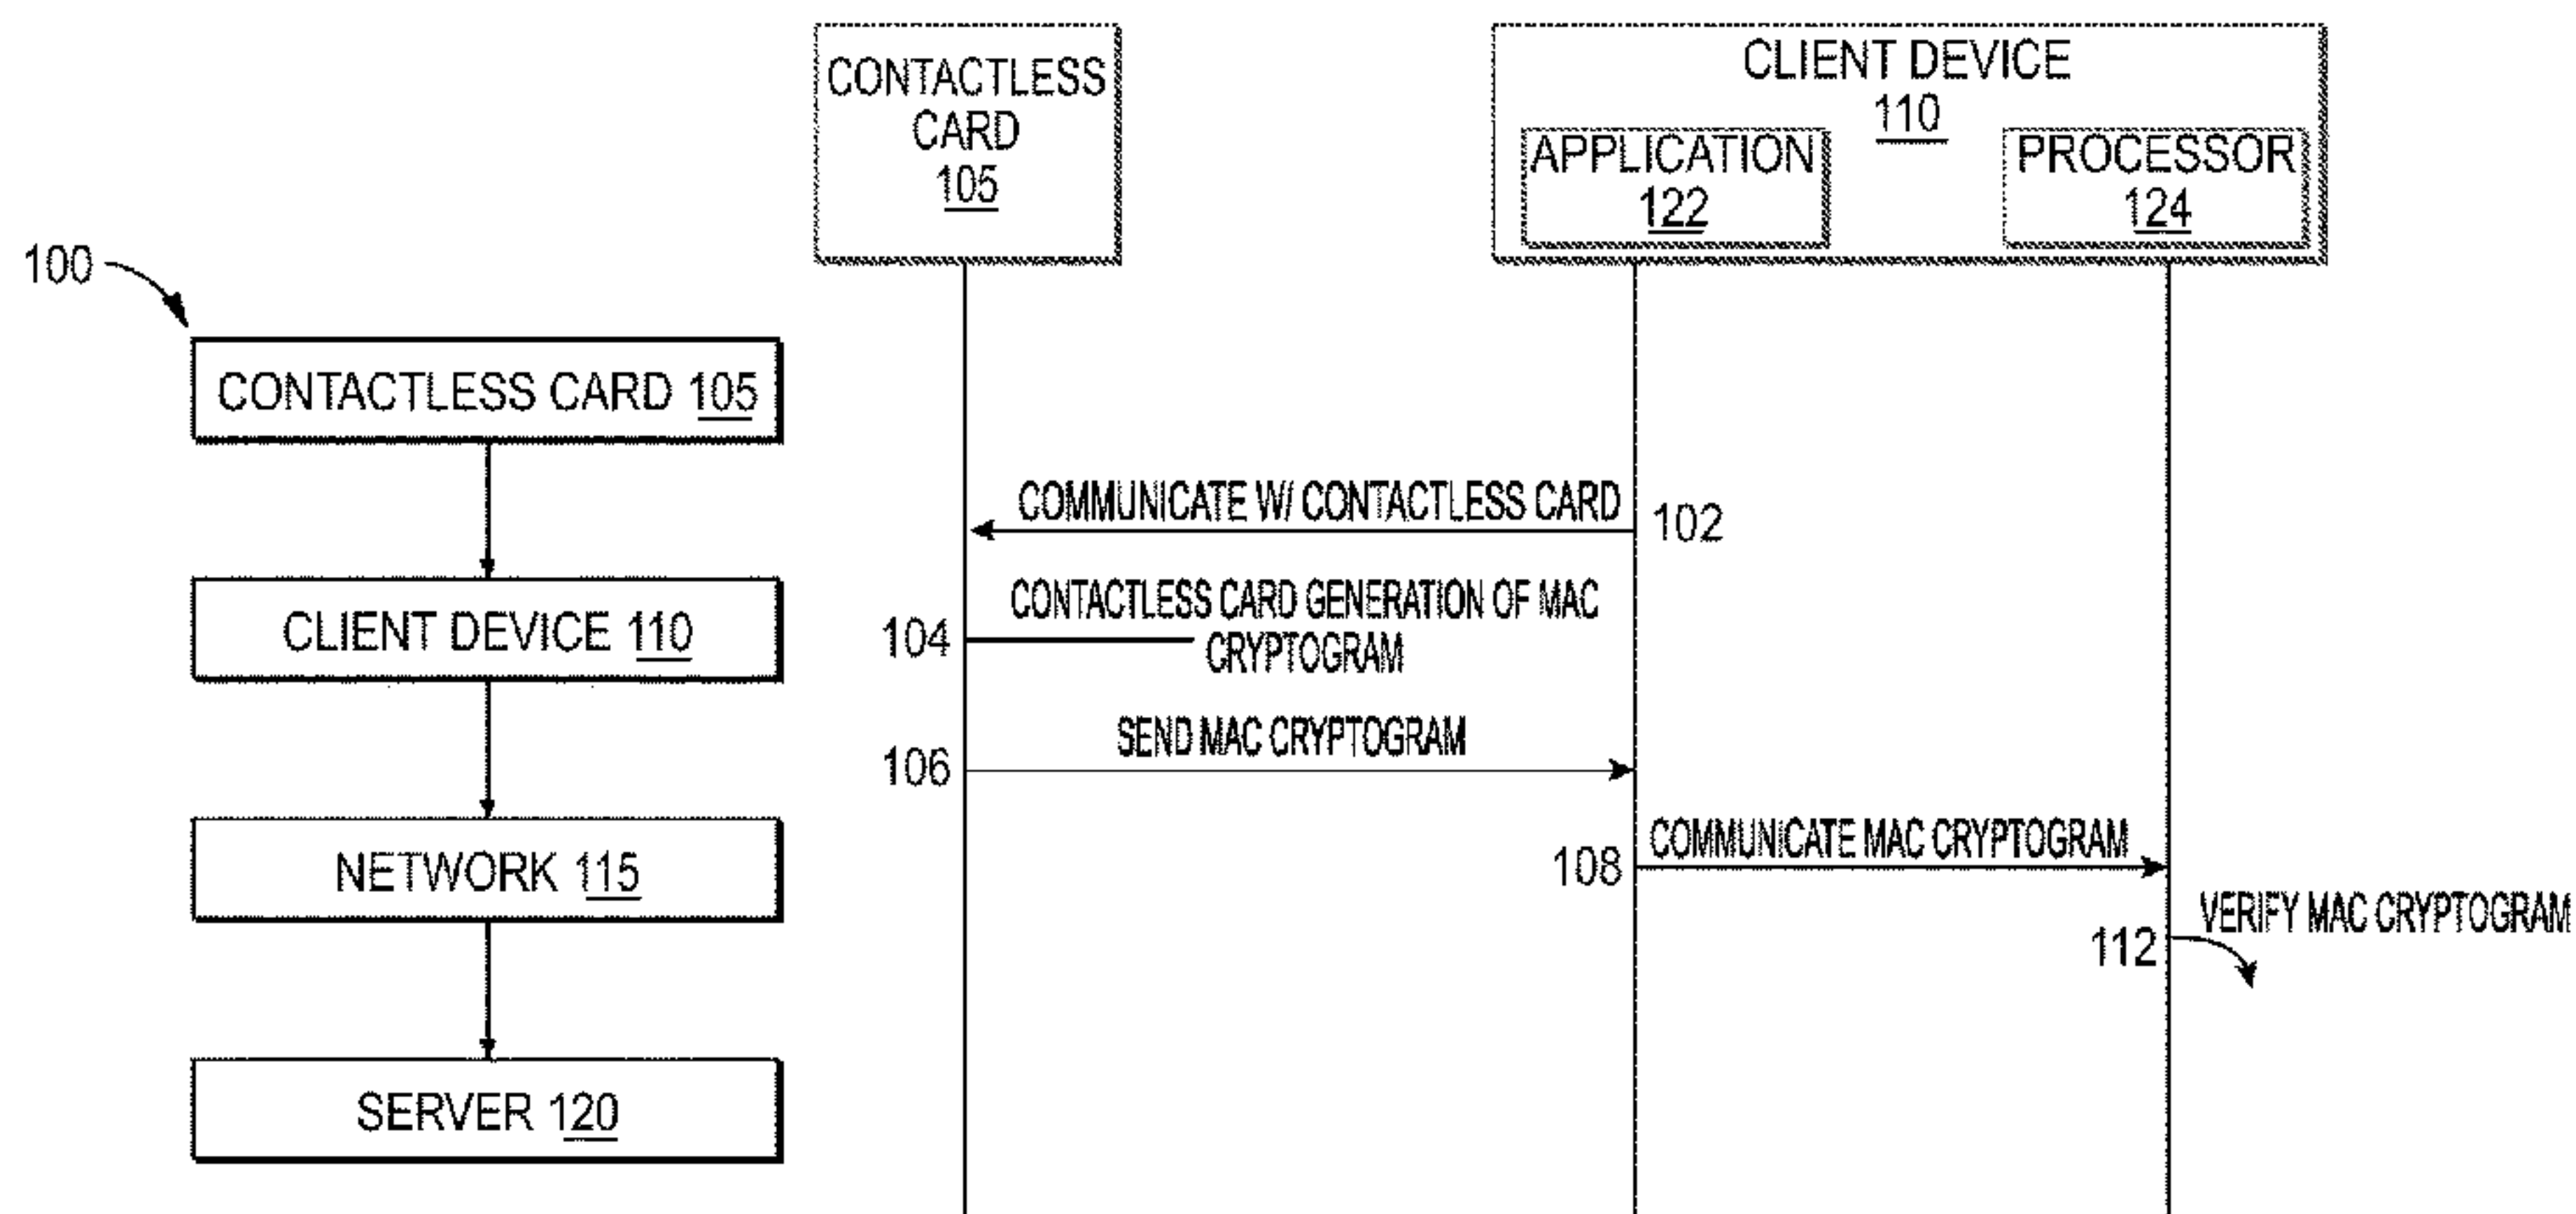 100
CONTACTLESS CARD 105
CLIENT DEVICE 110
NETWORK 115
SERVER 120
CONTACTLESS
CARD
105
CLIENT DEVICE
110
APPLICATION
122
PROCESSOR
124
COMMUNICATE W/ CONTACTLESS CARD
102
CONTACTLESS CARD GENERATION OF MAC
CRYPTOGRAM
104
SEND MAC CRYPTOGRAM
106
COMMUNICATE MAC CRYPTOGRAM
108
VERIFY MAC CRYPTOGRAM
112